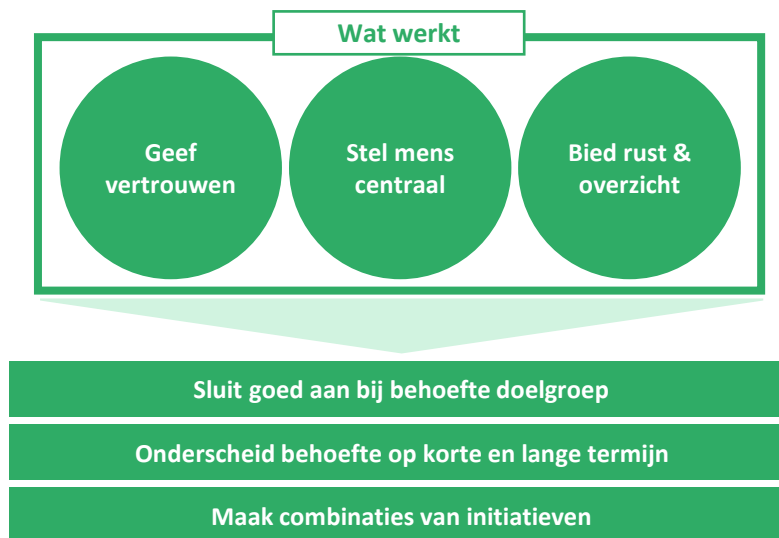 Wat werkt
Geef
vertrouwen
Stel mens
centraal
Bied rust &
overzicht
Sluit goed aan bij behoefte doelgroep
Onderscheid behoefte op korte en lange termijn
Maak combinaties van initiatieven